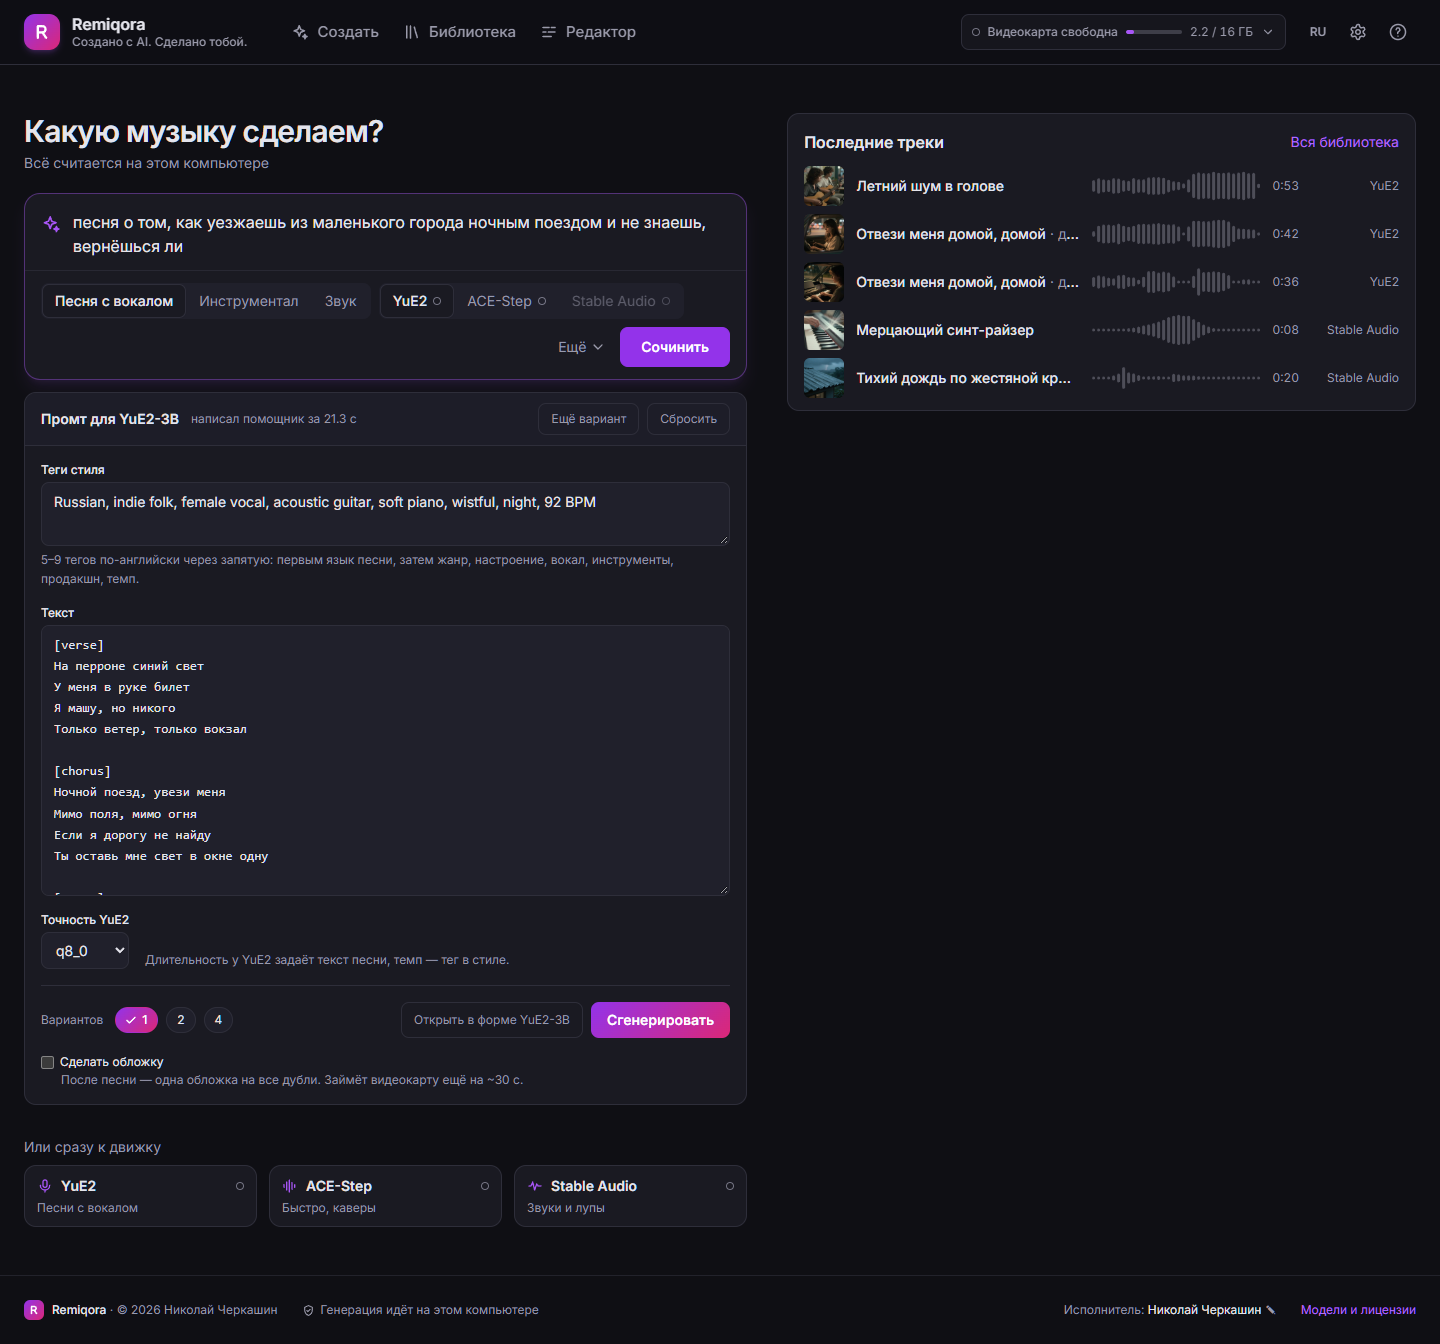 R
Remiqora
Создано с AI. Сделано тобой.
Создать
Библиотека
Редактор
Видеокарта свободна
2.2 / 16 ГБ
RU
Какую музыку сделаем?
Всё считается на этом компьютере
песня о том, как уезжаешь из маленького города ночным поездом и не знаешь,
вернёшься ли
Песня с вокалом
Инструментал
Звук
YuE2
ACE-Step
Stable Audio
Ещё
Сочинить
Промт для YuE2-3B
написал помощник за 21.3 с
Ещё вариант
Сбросить
Теги стиля
Russian, indie folk, female vocal, acoustic guitar, soft piano, wistful, night, 92 BPM
5–9 тегов по-английски через запятую: первым язык песни, затем жанр, настроение, вокал, инструменты,
продакшн, темп.
Текст
[verse]
На перроне синий свет
У меня в руке билет
Я машу, но никого
Только ветер, только вокзал
[chorus]
Ночной поезд, увези меня
Мимо поля, мимо огня
Если я дорогу не найду
Ты оставь мне свет в окне одну
Точность YuE2
q8_0
Длительность у YuE2 задаёт текст песни, темп — тег в стиле.
Вариантов
1
2
4
Открыть в форме YuE2-3B
Сгенерировать
Сделать обложку
После песни — одна обложка на все дубли. Займёт видеокарту ещё на ~30 с.
Или сразу к движку
YuE2
Песни с вокалом
ACE-Step
Быстро, каверы
Stable Audio
Звуки и лупы
Последние треки
Вся библиотека
Летний шум в голове
0:53
YuE2
Отвези меня домой, домой · д...
0:42
YuE2
Отвези меня домой, домой · д...
0:36
YuE2
Мерцающий синт-райзер
0:08
Stable Audio
Тихий дождь по жестяной кр...
0:20
Stable Audio
R
Remiqora · © 2026 Николай Черкашин
Генерация идёт на этом компьютере
Исполнитель: Николай Черкашин
Модели и лицензии